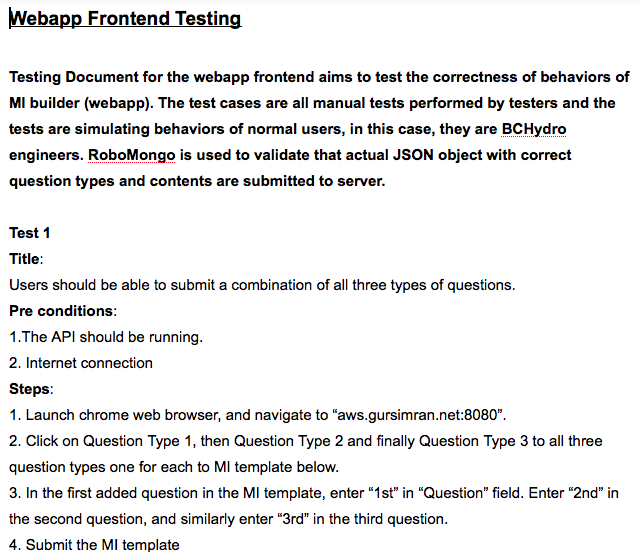 Webapp Frontend Testing
Testing Document for the webapp frontend aims to test the correctness of behaviors of
MI builder (webapp). The test cases are all manual tests performed by testers and the
tests are simulating behaviors of normal users, in this case, they are BCHydro
engineers. RoboMongo is used to validate that actual JSON object with correct
question types and contents are submitted to server.
Test 1
Title:
Users should be able to submit a combination of all three types of questions.
Pre conditions:
1.The API should be running.
2. Internet connection
Steps:
1. Launch chrome web browser, and navigate to “aws.gursimran.net:8080”.
2. Click on Question Type 1, then Question Type 2 and finally Question Type 3 to all three
question types one for each to MI template below.
3. In the first added question in the MI template, enter “1st” in “Question” field. Enter “2nd” in
the second question, and similarly enter “3rd” in the third question.
4. Submit the MI template